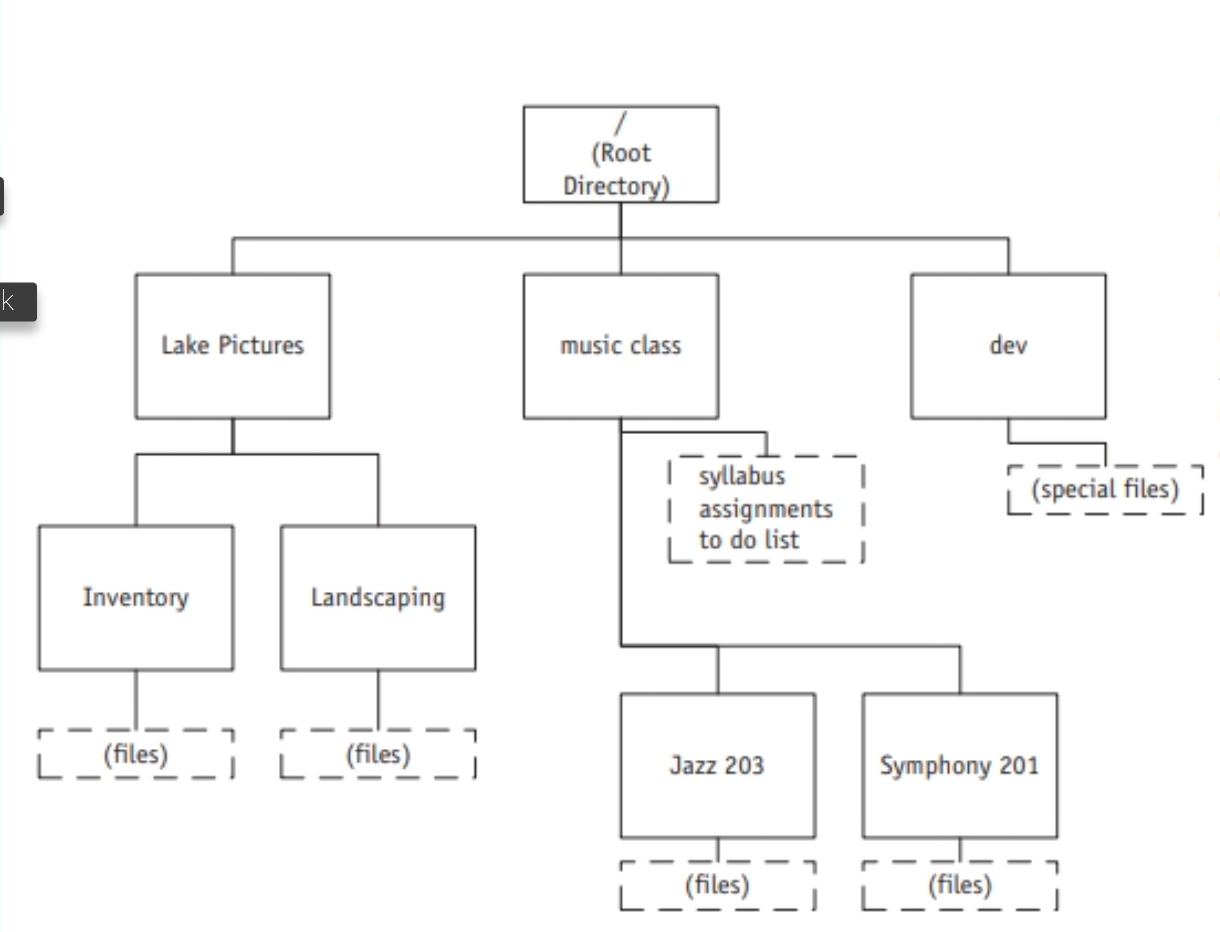 /
(Root
Directory)
k
Lake Pictures
music class
dev
syllabus
assignments
to do list
(special files)
Inventory
Landscaping
(files)
(files)
Jazz 203
Symphony 201
(files)
(files)